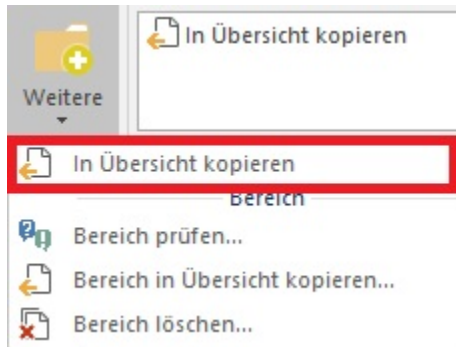 In Übersicht kopieren
Weitere
In Übersicht kopieren
Bereich
Bereich prüfen...
Bereich in Übersicht kopieren...
Bereich löschen...